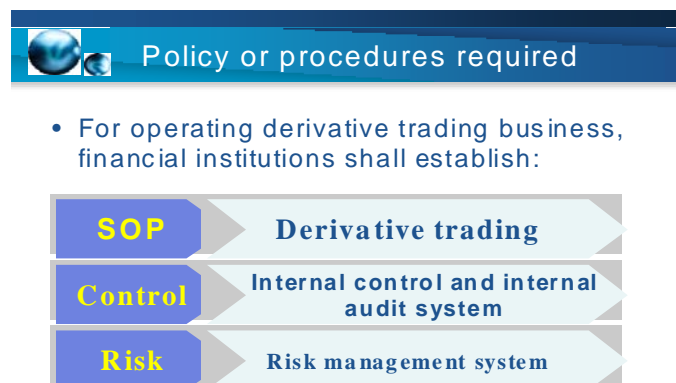 Policy or procedures required
• For operating derivative trading business,
financial institutions shall establish:
SOP
Derivative trading
Control
Internal control and internal
audit system
Risk
Risk management system